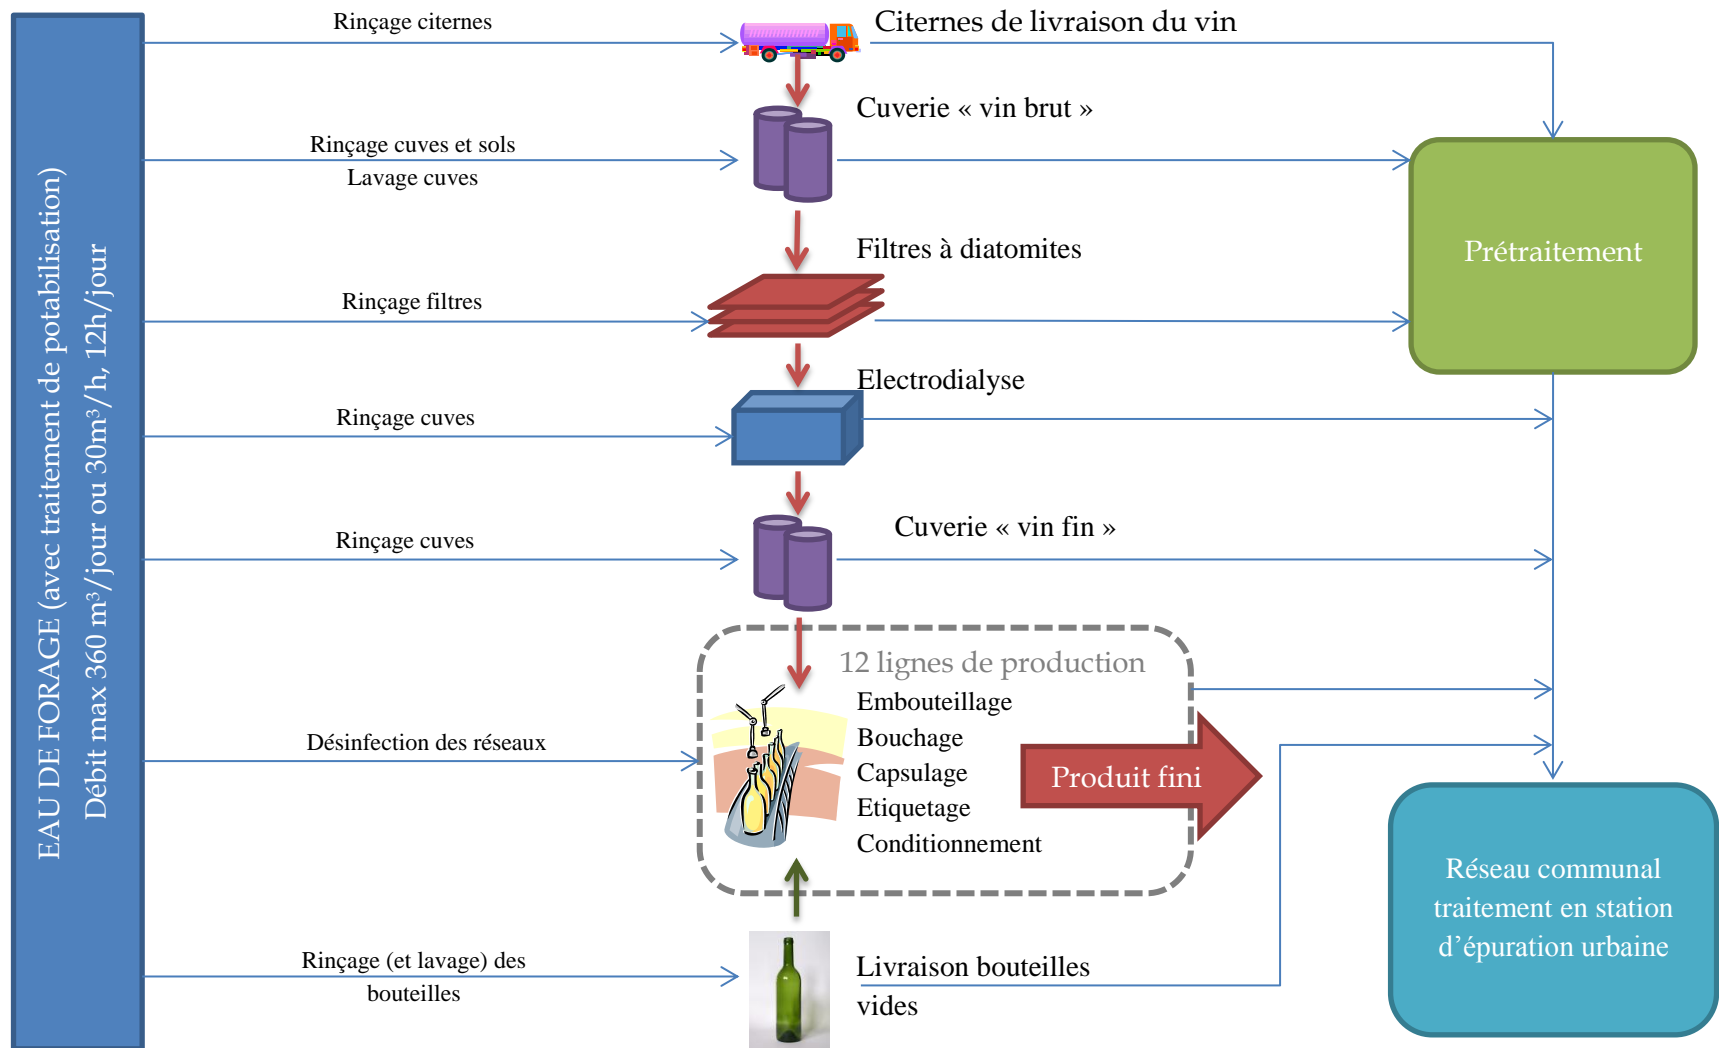 EAU DE FORAGE (avec traitement de potabilisation)
Débit max 360 m³/jour ou 30m³/h, 12h/jour
Rinçage citernes
Citernes de livraison du vin
Cuverie « vin brut »
Rinçage cuves et sols
Lavage cuves
Prétraitement
Filtres à diatomites
Rinçage filtres
Electrodialyse
Rinçage cuves
Cuverie « vin fin »
Rinçage cuves
12 lignes de production
Embouteillage
Bouchage
Capsulage
Etiquetage
Conditionnement
Produit fini
Désinfection des réseaux
Réseau communal
traitement en station
d’épuration urbaine
Rinçage (et lavage) des
bouteilles
Livraison bouteilles
vides